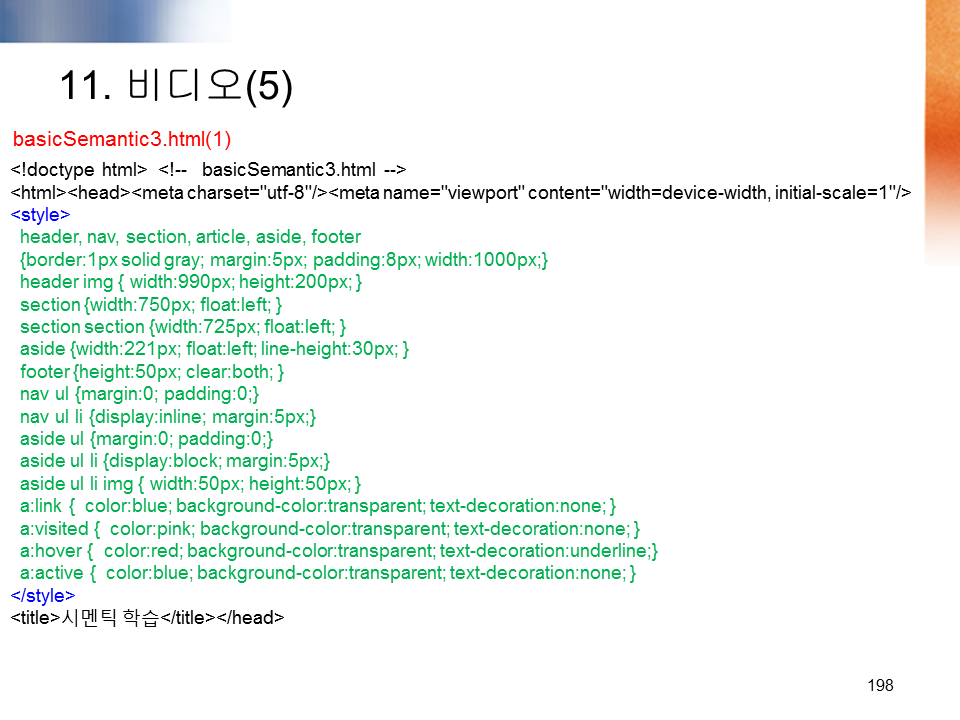 11. 비디오(5)
basicSemantic3.html(1)
<!doctype html> <!-- basicSemantic3.html -->
<html><head><meta charset="utf-8"/><meta name="viewport" content="width=device-width, initial-scale=1"/>
<style>
header, nav, section, article, aside, footer
{border:1px solid gray; margin:5px; padding:8px; width:1000px;}
header img { width:990px; height:200px; }
section {width:750px; float:left; }
section section {width:725px; float:left; }
aside {width:221px; float:left; line-height:30px; }
footer {height:50px; clear:both; }
nav ul {margin:0; padding:0;}
nav ul li {display:inline; margin:5px;}
aside ul {margin:0; padding:0;}
aside ul li {display:block; margin:5px;}
aside ul li img { width:50px; height:50px; }
a:link { color:blue; background-color:transparent; text-decoration:none; }
a:visited { color:pink; background-color:transparent; text-decoration:none; }
a:hover { color:red; background-color:transparent; text-decoration:underline;}
a:active { color:blue; background-color:transparent; text-decoration:none; }
</style>
<title>시멘틱 학습</title></head>
198